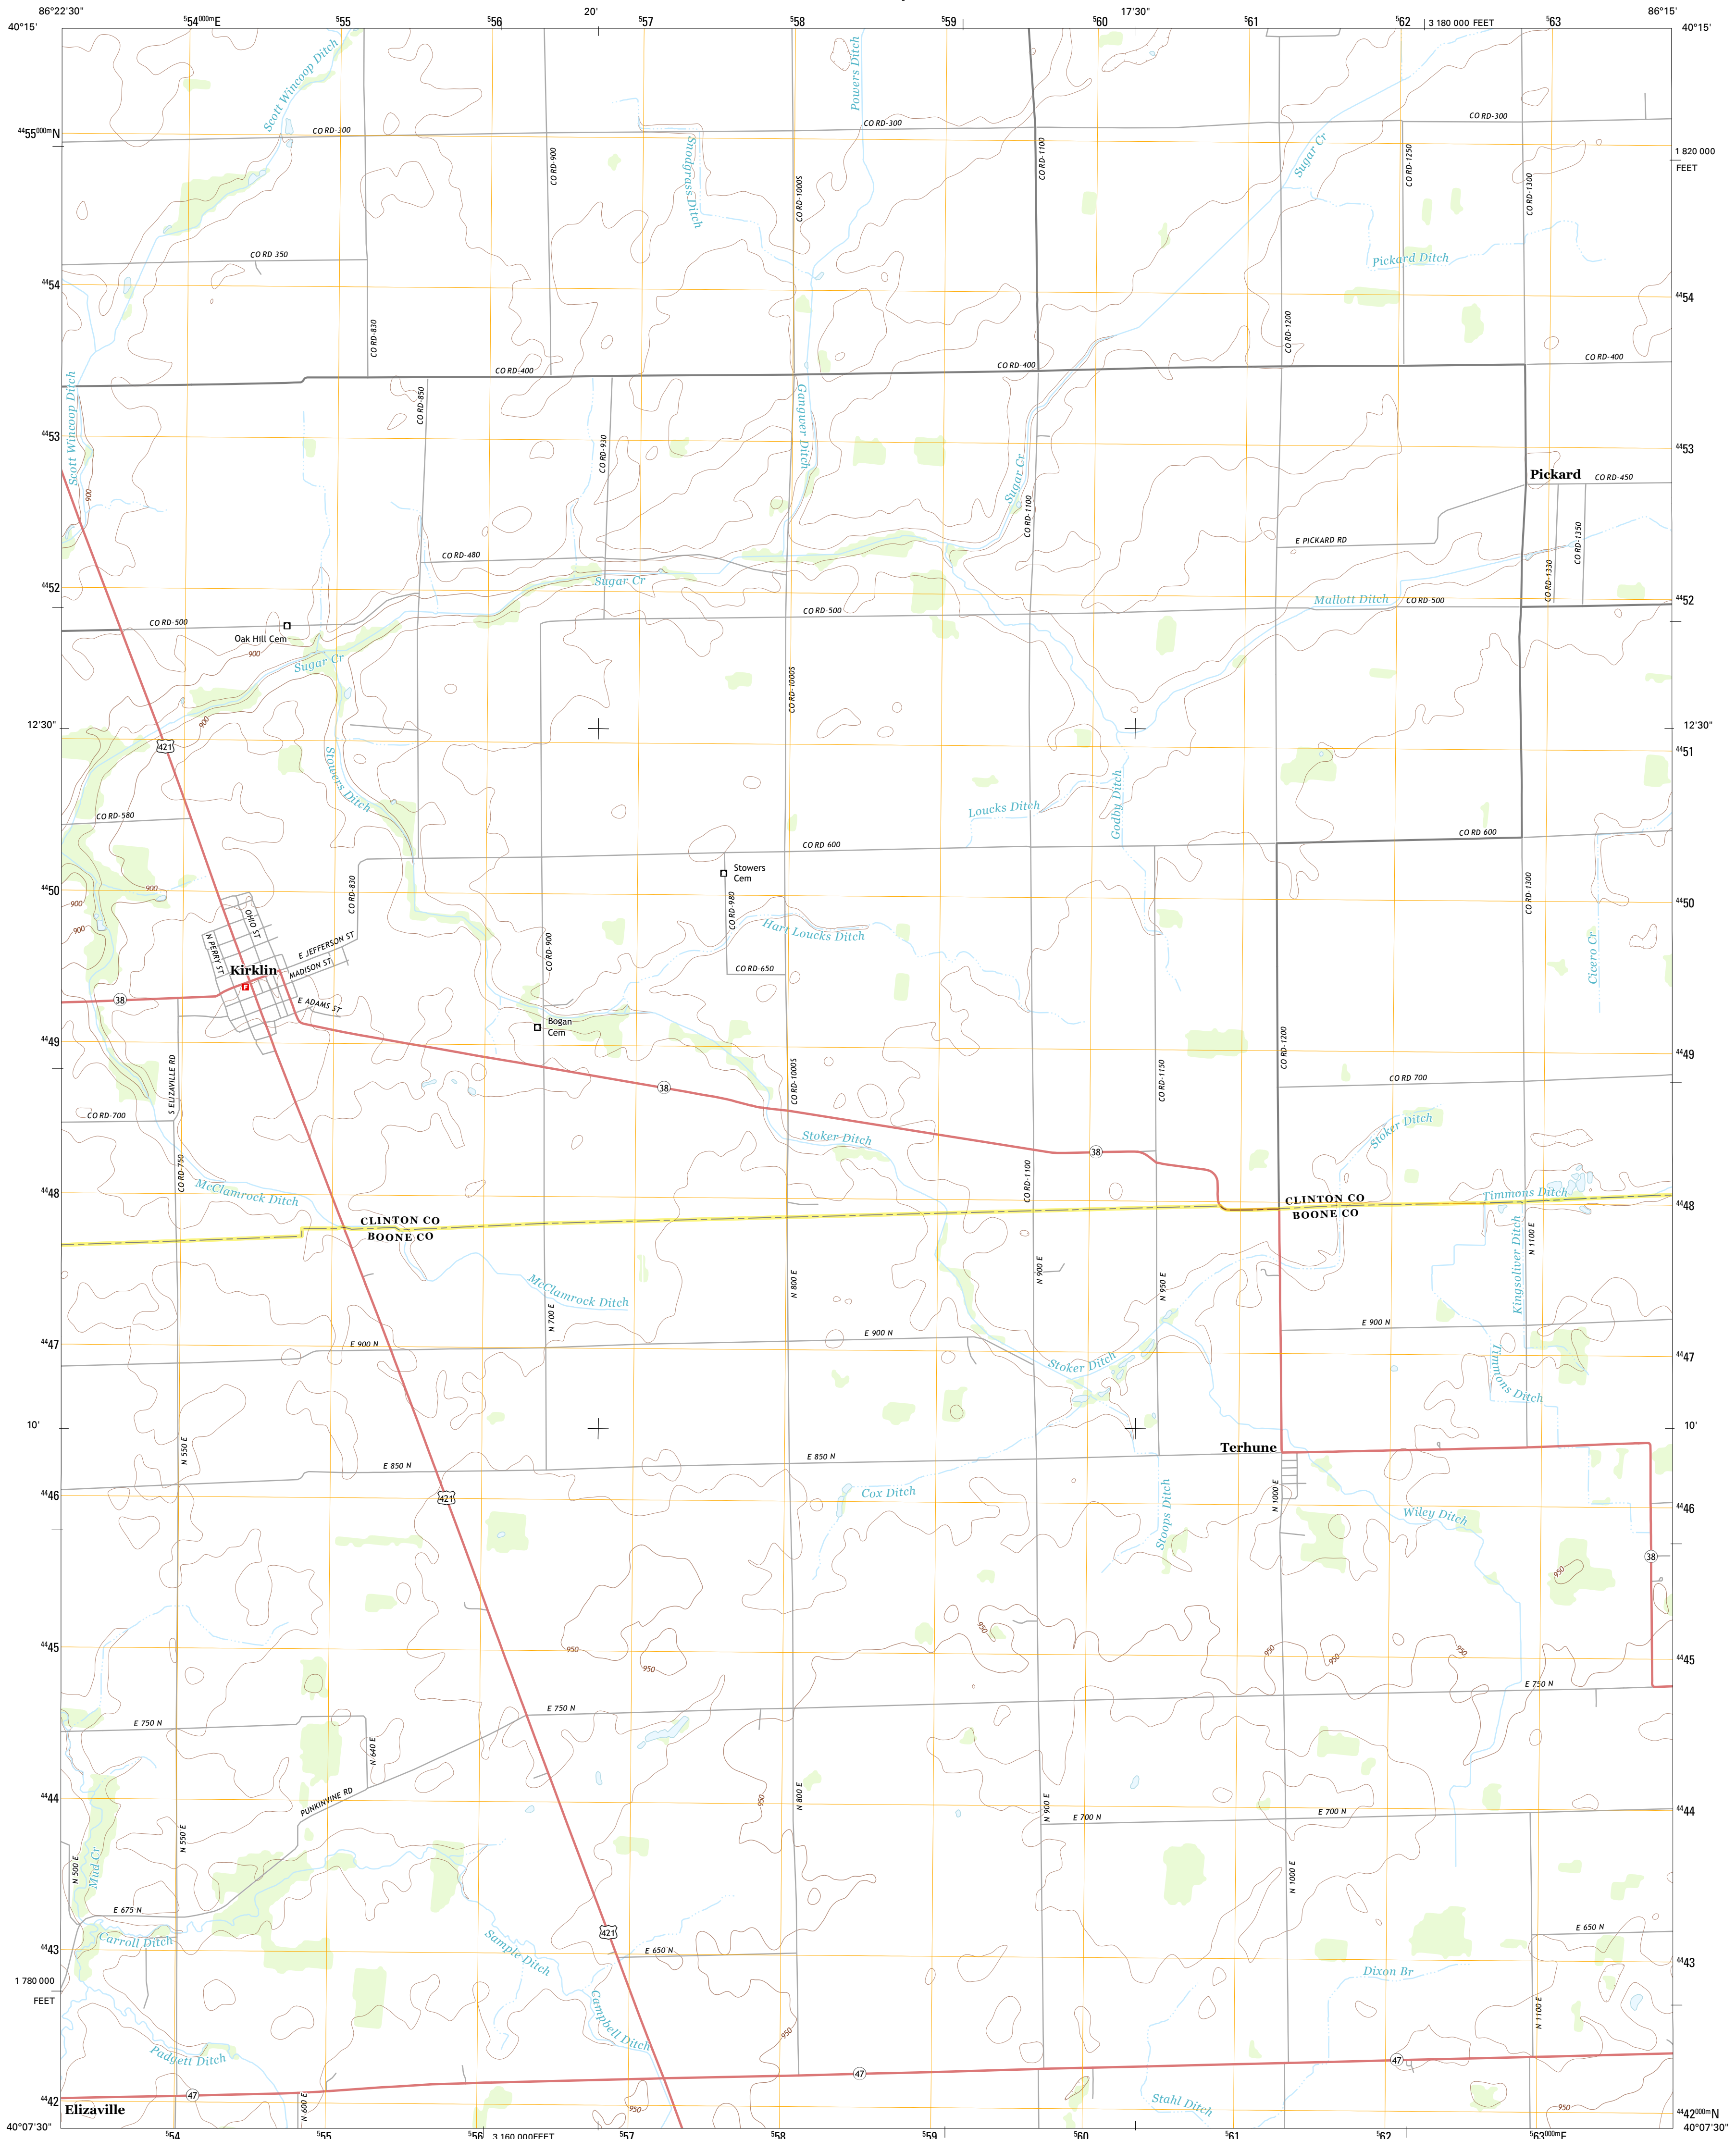 86°22'30"
⁵54⁰⁰⁰ᵐE
⁵55
⁵56
20'
⁵57
⁵58
⁵59
17'30"
⁵60
⁵61
⁵62
3 180 000 FEET
⁵63
86°15'
40°15'
40°15'
Scott Wincoop Ditch
Powers Ditch
⁴⁴55⁰⁰⁰ᵐN
CO RD-300
CO RD-300
CO RD-300
1 820 000
FEET
CO RD-900
Snodgrass Ditch
CO RD-1000S
CO RD-1100
Sugar Cr
CO RD-1250
CO RD-1300
CO RD 350
Pickard Ditch
⁴⁴54
⁴⁴54
CO RD-830
CO RD-1200
CO RD-400
CO RD-400
CO RD-400
Scott Wincoop Ditch
CO RD-850
CO RD-930
Ganguer Ditch
⁴⁴53
⁴⁴53
900
Sugar Cr
CO RD-1100
Pickard
CO RD-450
CO RD-480
E PICKARD RD
CO RD-1350
CO RD-1330
⁴⁴52
Sugar Cr
Mallott Ditch
CO RD-500
⁴⁴52
CO RD-500
CO RD-500
Oak Hill Cem
900
Sugar Cr
CO RD-1000S
900
12'30"
12'30"
421
⁴⁴51
Stowers Ditch
Loucks Ditch
Godby Ditch
CO RD-580
CO RD 600
CO RD 600
Stowers
Cem
⁴⁴50
900
900
900
CO RD-830
CO RD-980
CO RD-1300
⁴⁴50
OHIO ST
N PERRY ST
E JEFFERSON ST
MADISON ST
Hart Loucks Ditch
CO RD-900
Cicero Cr
Kirklin
F
CO RD-650
38
E ADAMS ST
Bogan
Cem
⁴⁴49
CO RD-1200
⁴⁴49
S ELIZAVILLE RD
38
CO RD-1000S
CO RD-1150
CO RD 700
CO RD-700
Stoker Ditch
Stoker Ditch
38
CO RD-750
CO RD-1100
⁴⁴48
McClamrock Ditch
Timmons Ditch
CLINTON CO
BOONE CO
CLINTON CO
BOONE CO
⁴⁴48
Kingsoliver Ditch
N 1100 E
N 900 E
N 800 E
N 950 E
McClamrock Ditch
N 700 E
E 900 N
E 900 N
E 900 N
⁴⁴47
⁴⁴47
Stoker Ditch
Timmons Ditch
10'
10'
N 550 E
Terhune
E 850 N
E 850 N
⁴⁴46
421
Cox Ditch
N 1000 E
⁴⁴46
Stoops Ditch
Wiley Ditch
38
950
950
950
950
950
950
950
⁴⁴45
⁴⁴45
E 750 N
E 750 N
E 750 N
N 640 E
⁴⁴44
PUNKINVINE RD
950
N 800 E
N 900 E
E 700 N
E 700 N
⁴⁴44
N 550 E
N 500 E
Mud Cr
N 1000 E
E 675 N
421
E 650 N
Carroll Ditch
Sample Ditch
⁴⁴43
E 650 N
⁴⁴43
Dixon Br
1 780 000
FEET
Campbell Ditch
950
N 1100 E
Padgett Ditch
47
47
47
⁴⁴42
Elizaville
N 600 E
950
Stahl Ditch
950
⁴⁴42⁰⁰⁰ᵐN
40°07'30"
40°07'30"
⁵54
⁵55
⁵56
3 160 000FEET
⁵57
⁵58
⁵59
⁵60
⁵61
⁵62
⁵63⁰⁰⁰ᵐE